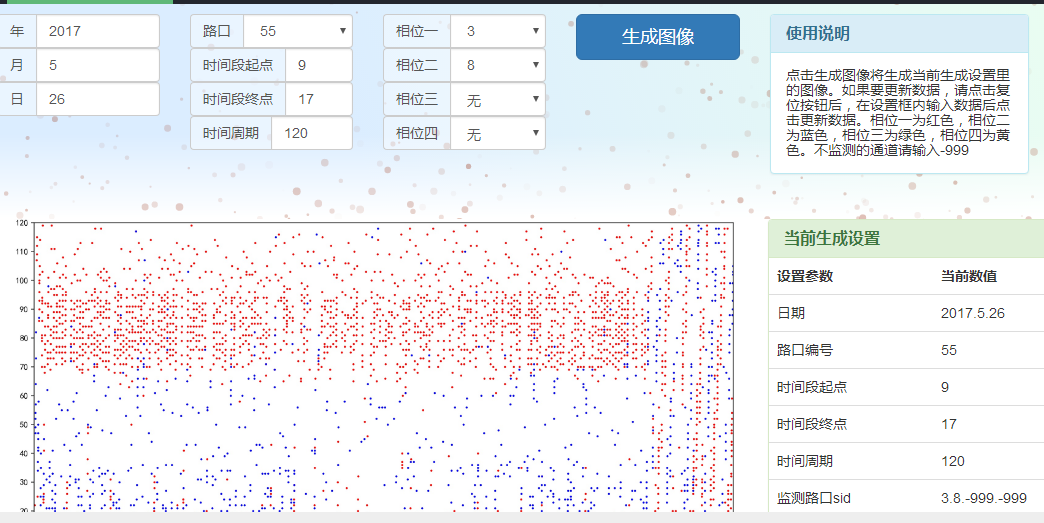 年 2017
月 5
日 26
路口 55
时间段起点 9
时间段终点 17
时间周期 120
相位一 3
相位二 8
相位三 无
相位四 无
生成图像
使用说明
点击生成图像将生成当前生成设置里
的图像。如果要更新数据，请点击复
位按钮后，在设置框内输入数据后点
击更新数据。相位一为红色，相位二
为蓝色，相位三为绿色，相位四为黄
色。不监测的通道请输入-999
120
110
100
90
80
70
60
50
40
30
20
当前生成设置
设置参数 当前数值
日期 2017.5.26
路口编号 55
时间段起点 9
时间段终点 17
时间周期 120
监测路口sid 3.8.-999.-999